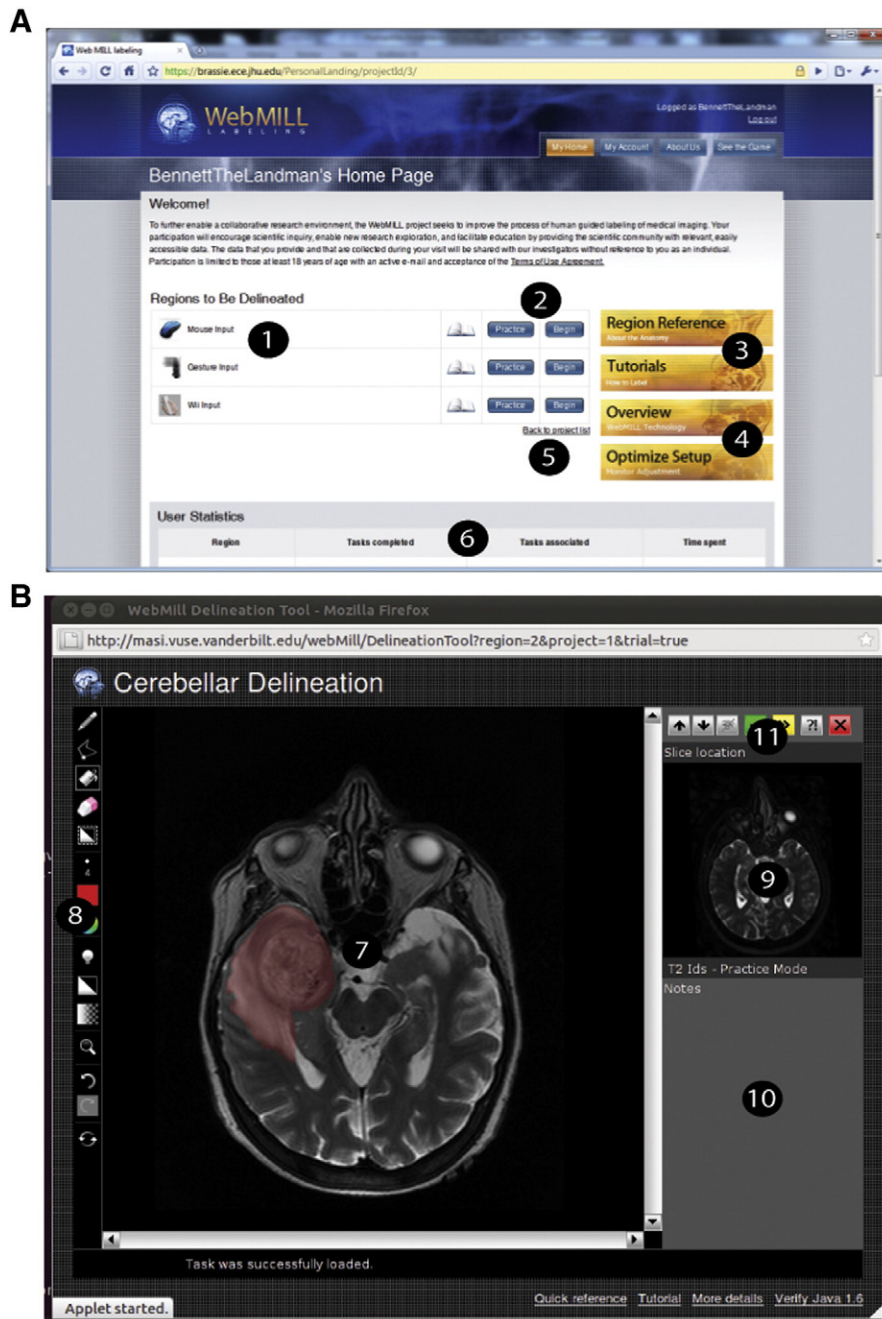 A
Web MILL labeling
https://brassie.ece.jhu.edu/PersonalLanding/projectId/3/
WebMILL
LABELING
Logged as BennettTheLandman
Log out
My Home My Account About Us See the Game
BennettTheLandman's Home Page
Welcome!
To further enable a collaborative research environment, the WebMILL project seeks to improve the process of human guided labeling of medical imaging. Your
participation will encourage scientific inquiry, enable new research exploration, and facilitate education by providing the scientific community with relevant, easily
accessible data. The data that you provide and that are collected during your visit will be shared with our investigators without reference to you as an individual.
Participation is limited to those at least 18 years of age with an active e-mail and acceptance of the Terms of Use Agreement.
Regions to Be Delineated
2
Mouse Input 1 Practice Begin
Gesture Input Practice Begin
Wii Input Practice Begin
Back to project list
5
Region Reference
About the Anatomy
3
Tutorials
How to Label
Overview
WebMILL Technology
4
Optimize Setup
Monitor Adjustment
User Statistics
Region Tasks completed 6 Tasks associated Time spent
B
WebMill Delineation Tool - Mozilla Firefox
http://masi.vuse.vanderbilt.edu/webMill/DelineationTool?region=2&project=1&trial=true
Cerebellar Delineation
?!
11
Slice location
4
8
7
9
T2 Ids - Practice Mode
Notes
10
Task was successfully loaded.
Quick reference Tutorial More details Verify Java 1.6
Applet started.